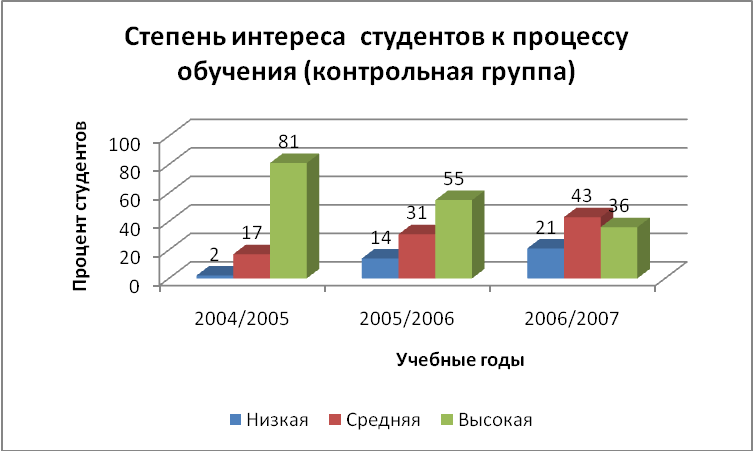 Степень интереса студентов к процессу
обучения (контрольная группа)
Процент студентов
100
80
60
40
20
0
2
17
81
14
31
55
21
43
36
2004/2005
2005/2006
2006/2007
Учебные годы
Низкая
Средняя
Высокая